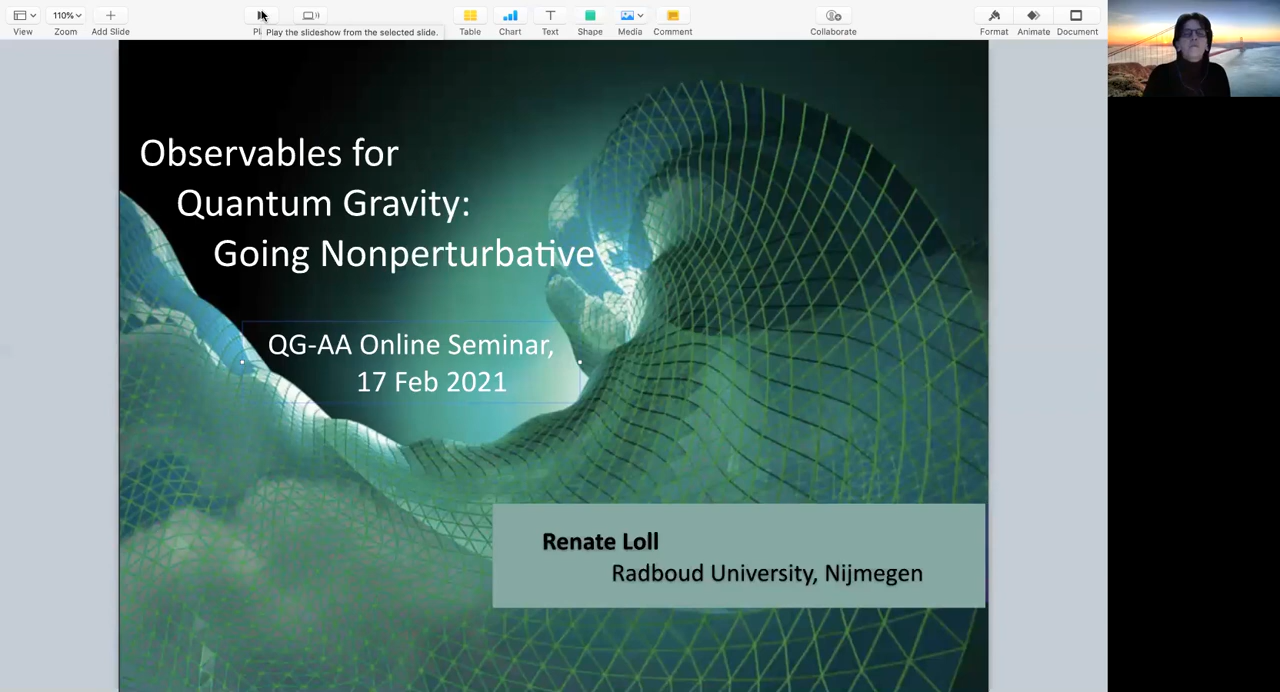 110%
View
Zoom
Add Slide
Pl
Play the slideshow from the selected slide.
Table
Chart
Text
Shape
Media
Comment
Collaborate
Format
Animate
Document
Observables for
Quantum Gravity:
Going Nonperturbative
QG-AA Online Seminar,
17 Feb 2021
Renate Loll
Radboud University, Nijmegen